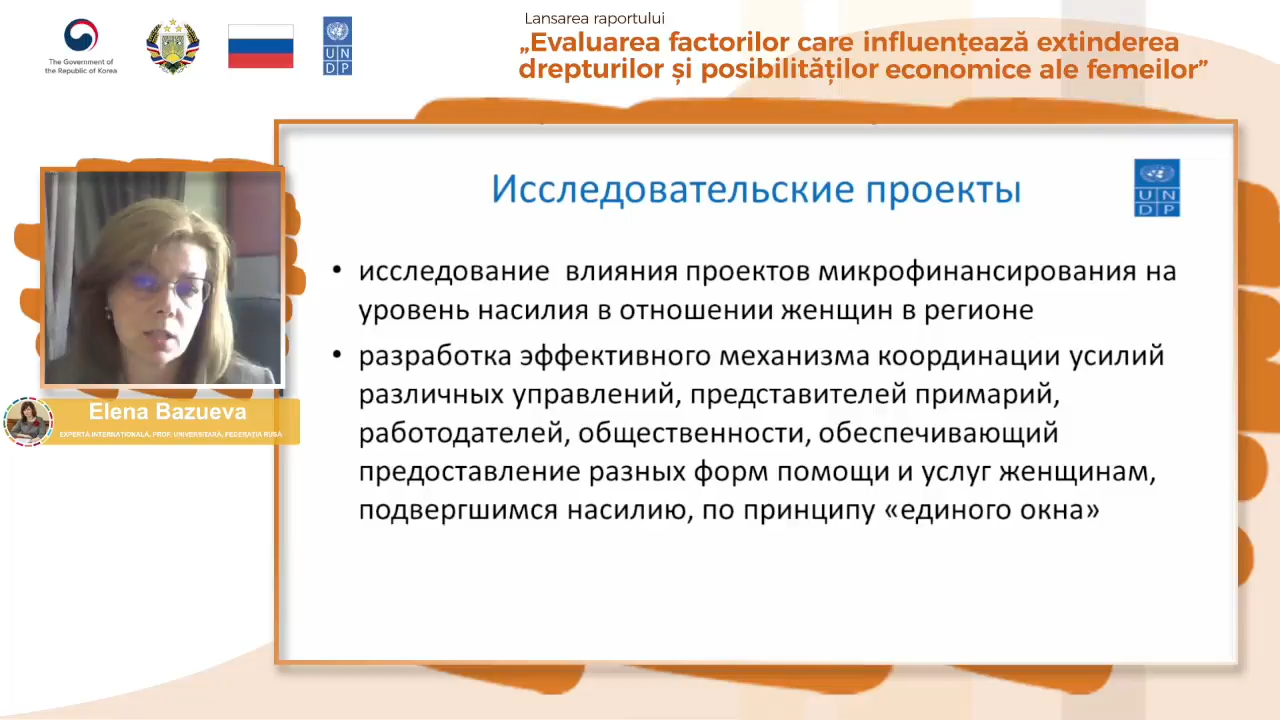 The Government of
the Republic of Korea
U N
D P
Lansarea raportului
„Evaluarea factorilor care influențează extinderea
drepturilor și posibilităților economice ale femeilor”
Исследовательские проекты
U N
D P
• исследование влияния проектов микрофинансирования на
уровень насилия в отношении женщин в регионе
• разработка эффективного механизма координации усилий
различных управлений, представителей примарий,
работодателей, общественности, обеспечивающий
предоставление разных форм помощи и услуг женщинам,
подвергшимся насилию, по принципу «единого окна»
Elena Bazueva
EXPERTĂ INTERNAȚIONALĂ, PROF. UNIVERSITARĂ, FEDERAȚIA RUSĂ